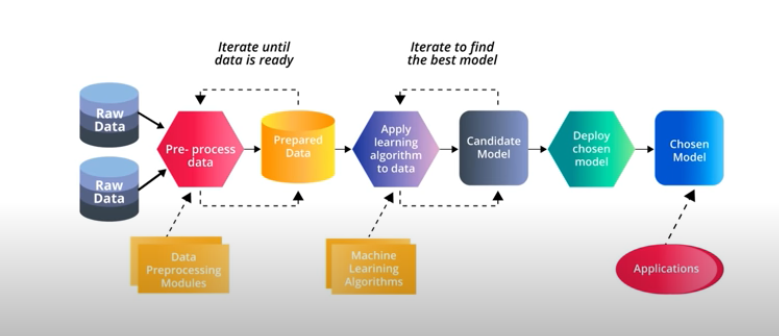 Iterate until
data is ready
Iterate to find
the best model
Raw
Data
Raw
Data
Pre- process
data
Prepared
Data
Apply
learning
algorithm
to data
Candidate
Model
Deploy
chosen
model
Chosen
Model
Data
Preprocessing
Modules
Machine
Learining
Algorithms
Applications